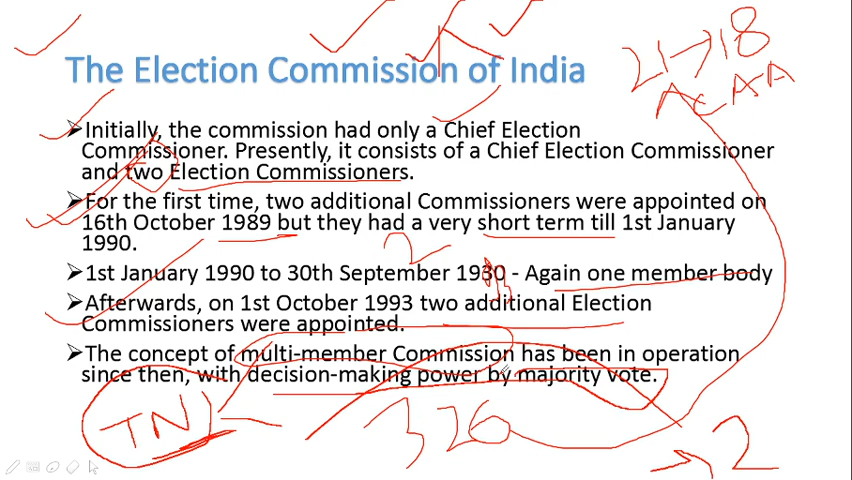 21→18
The Election Commission of India
➢Initially, the commission had only a Chief Election
Commissioner. Presently, it consists of a Chief Election Commissioner
and two Election Commissioners.
➢For the first time, two additional Commissioners were appointed on
16th October 1989 but they had a very short term till 1st January
1990.
2
➢1st January 1990 to 30th September 1930 - Again one member body
➢Afterwards, on 1st October 1993 two additional Election
Commissioners were appointed.
➢The concept of multi-member Commission has been in operation
since then, with decision-making power by majority vote.
TN
326
→ 2